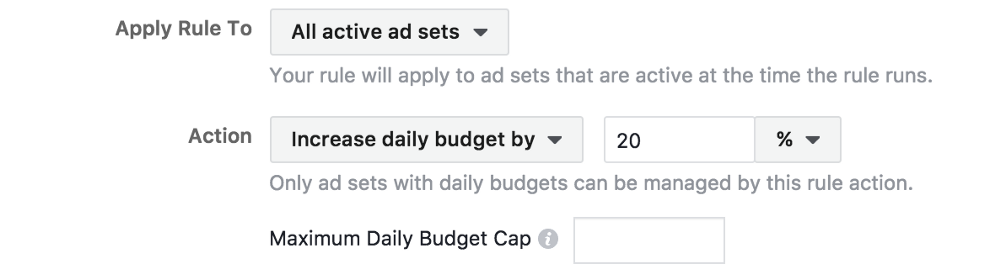 Apply Rule To All active ad sets
Your rule will apply to ad sets that are active at the time the rule runs.
Action Increase daily budget by 20 %
Only ad sets with daily budgets can be managed by this rule action.
Maximum Daily Budget Cap i